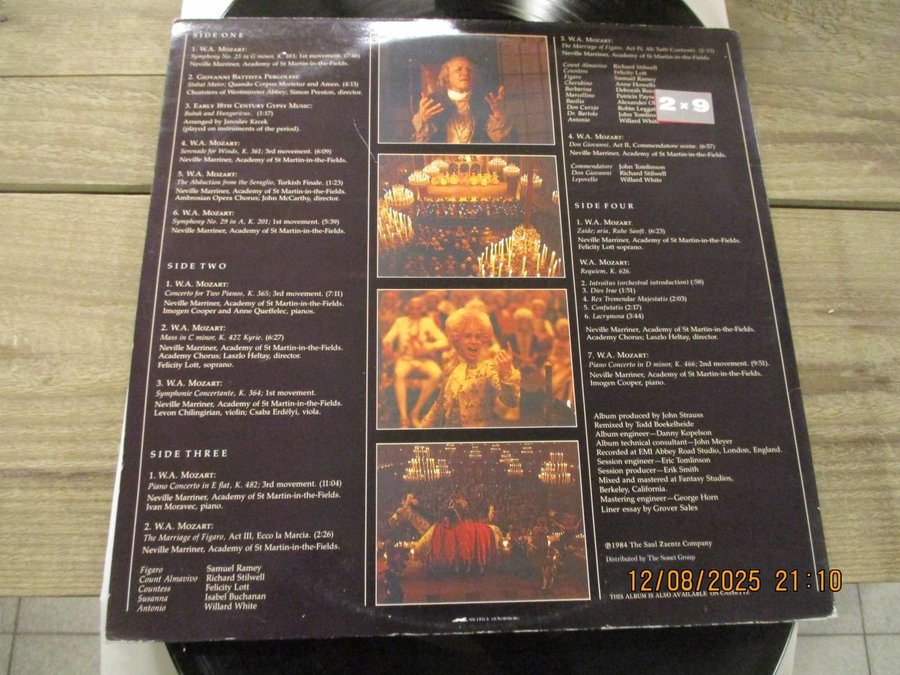 SIDE ONE
1. W.A. MOZART:
Symphony No. 25 in G minor, K. 183; 1st movement. (7:46)
Neville Marriner, Academy of St Martin-in-the-Fields.
2. GIOVANNI BATTISTA PERGOLESI:
Stabat Mater; Quando Corpus Morietur and Amen. (4:13)
Choristers of Westminster Abbey; Simon Preston, director.
3. EARLY 18TH CENTURY GYPSY MUSIC:
Bubak and Hungaricus. (1:17)
Arranged by Jaroslav Krcek
(played on instruments of the period).
4. W.A. MOZART:
Serenade for Winds, K. 361; 3rd movement. (6:09)
Neville Marriner, Academy of St Martin-in-the-Fields.
5. W.A. MOZART:
The Abduction from the Seraglio, Turkish Finale. (1:23)
Neville Marriner, Academy of St Martin-in-the-Fields.
Ambrosian Opera Chorus; John McCarthy, director.
6. W.A. MOZART:
Symphony No. 29 in A, K. 201; 1st movement. (5:39)
Neville Marriner, Academy of St Martin-in-the-Fields.
SIDE TWO
1. W.A. MOZART:
Concerto for Two Pianos, K. 365; 3rd movement. (7:11)
Neville Marriner, Academy of St Martin-in-the-Fields.
Imogen Cooper and Anne Queffelec, pianos.
2. W.A. MOZART:
Mass in C minor, K. 427, Kyrie. (6:27)
Neville Marriner, Academy of St Martin-in-the-Fields.
Academy Chorus; Laszlo Heltay, director.
Felicity Lott, soprano.
3. W.A. MOZART:
Symphonie Concertante, K. 364; 1st movement.
Neville Marriner, Academy of St Martin-in-the-Fields.
Levon Chilingirian, violin; Csaba Erdélyi, viola.
SIDE THREE
1. W.A. MOZART:
Piano Concerto in E flat, K. 482; 3rd movement. (11:04)
Neville Marriner, Academy of St Martin-in-the-Fields.
Ivan Moravec, piano.
2. W.A. MOZART:
The Marriage of Figaro, Act III, Ecco la Marcia. (2:26)
Neville Marriner, Academy of St Martin-in-the-Fields.
Figaro Samuel Ramey
Count Almavivo Richard Stilwell
Countess Felicity Lott
Susanna Isabel Buchanan
Antonio Willard White
3. W.A. MOZART:
The Marriage of Figaro, Act IV, Ah Tutti Contenti. (2:13)
Neville Marriner, Academy of St Martin-in-the-Fields.
Count Almavivo Richard Stilwell
Countess Felicity Lott
Figaro Samuel Ramey
Cherubino Anne Howells
Barbarina Deborah
Marcellina Patricia Payne
Basilio Alexander
Don Curzio Robin
Dr. Bartolo John
Antonio Willard
2x9
4. W.A. MOZART:
Don Giovanni, Act II, Commendatore scene. (6:57)
Neville Marriner, Academy of St Martin-in-the-Fields.
Commendatore John Tomlinson
Don Giovanni Richard Stilwell
Leporello Willard White
SIDE FOUR
1. W.A. MOZART
Zaide; aria, Ruhe Sanft. (6:23)
Neville Marriner, Academy of St Martin-in-the-Fields.
Felicity Lott soprano.
W.A. MOZART:
Requiem, K. 626.
2. Introitus (orchestral introduction) (:58)
3. Dies Irae (1:51)
4. Rex Tremendae Majestatis (2:03)
5. Confutatis (2:17)
6. Lacrymosa (3:44)
Neville Marriner, Academy of St Martin-in-the-Fields.
Academy Chorus; Laszlo Heltay, director.
7. W.A. MOZART:
Piano Concerto in D minor, K. 466; 2nd movement. (9:51).
Neville Marriner, Academy of St Martin-in-the-Fields.
Imogen Cooper, piano.
Album produced by John Strauss
Remixed by Todd Boekelheide
Album engineer—Danny Kopelson
Album technical consultant—John Meyer
Recorded at EMI Abbey Road Studio, London, England.
Session engineer—Eric Tomlinson
Session producer—Erik Smith
Mixed and mastered at Fantasy Studios,
Berkeley, California.
Mastering engineer—George Horn
Liner essay by Grover Sales
℗1984 The Saul Zaentz Company
Distributed by The Sonet Group
THIS ALBUM IS ALSO AVAILABLE ON CASSETTE
12/08/2025 21:10